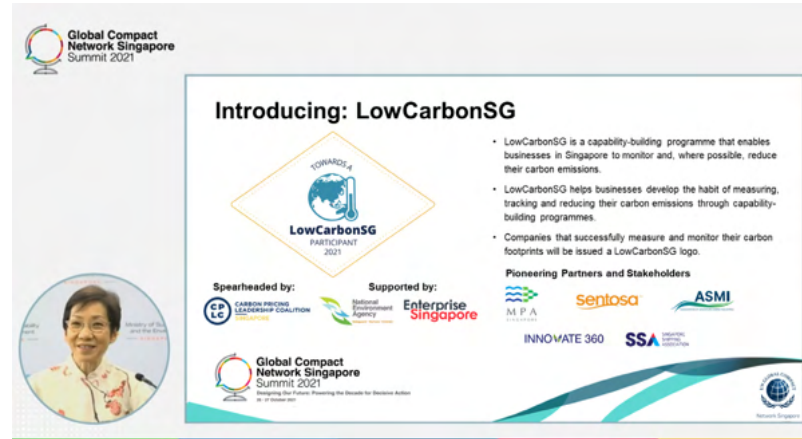 Global Compact
Network Singapore
Summit 2021
Introducing: LowCarbonSG
TOWARDS A
LowCarbonSG
PARTICIPANT
2021
• LowCarbonSG is a capability-building programme that enables
businesses in Singapore to monitor and, where possible, reduce
their carbon emissions.
• LowCarbonSG helps businesses develop the habit of measuring,
tracking and reducing their carbon emissions through capability-
building programmes.
• Companies that successfully measure and monitor their carbon
footprints will be issued a LowCarbonSG logo.
Spearheaded by:
Supported by:
CP
LC
CARBON PRICING
LEADERSHIP COALITION
SINGAPORE
National
Environment
Agency
Enterprise
Singapore
Pioneering Partners and Stakeholders
MPA
SINGAPORE
sentosa
ASMI
INNOVATE 360
SSA
SINGAPORE
SHIPPING
ASSOCIATION
Global Compact
Network Singapore
Summit 2021
Designing Our Future: Powering the Decade for Decisive Action
Network Singapore